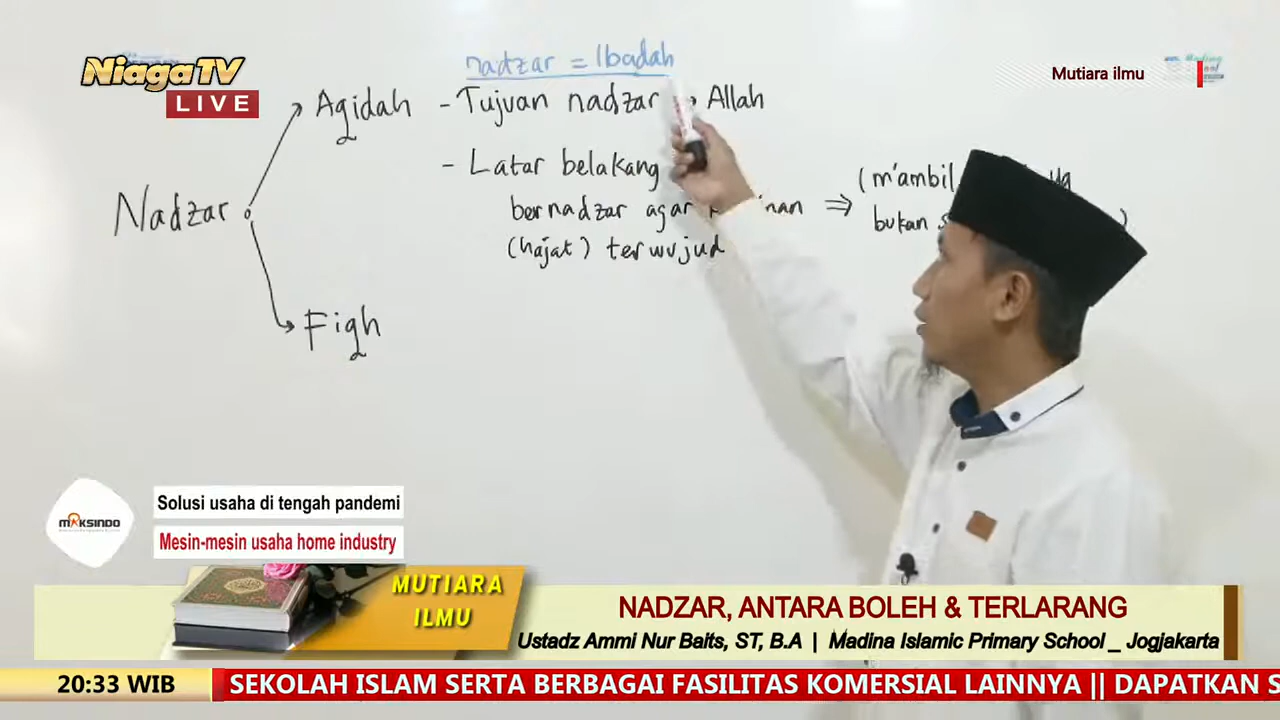 NiagaTV
LIVE
Mutiara ilmu
nadzar = Ibadah
Aqidah - Tujuan nadzar → Allah
- Latar belakang
Nadzar
bernadzar agar
(hajat) terwujud
⇒ (m'ambil
bukan
Fiqh
MAKSINDO
Solusi usaha di tengah pandemi
Mesin-mesin usaha home industry
MUTIARA
ILMU
NADZAR, ANTARA BOLEH & TERLARANG
Ustadz Ammi Nur Baits, ST, B.A | Madina Islamic Primary School _ Jogjakarta
20:33 WIB
SEKOLAH ISLAM SERTA BERBAGAI FASILITAS KOMERSIAL LAINNYA || DAPATKAN S